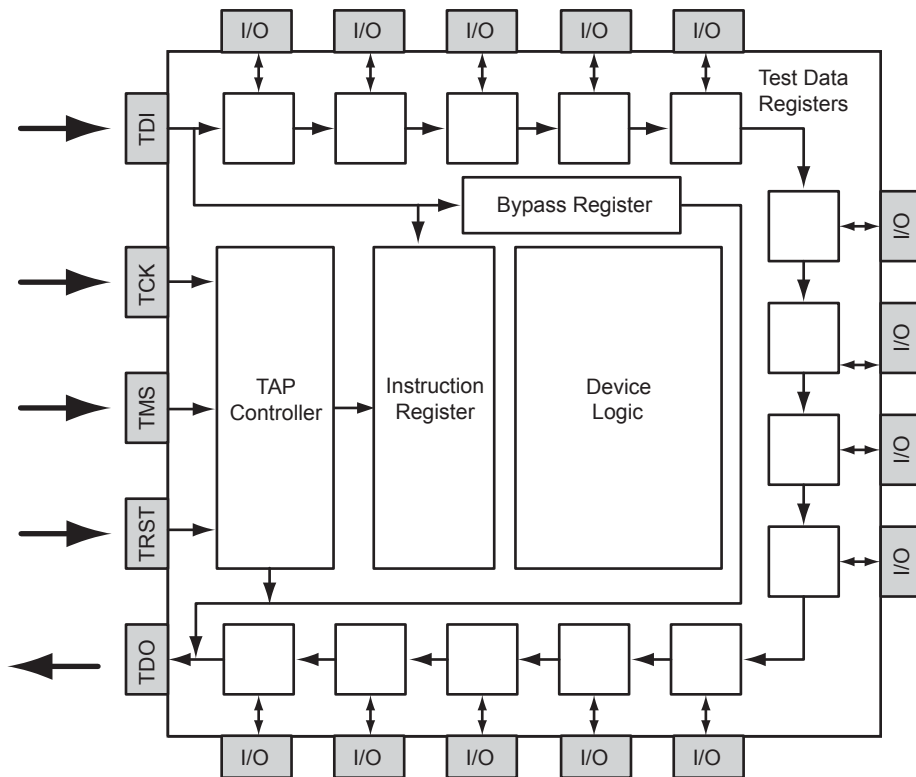 I/O
I/O
I/O
I/O
I/O
Test Data
Registers
TDI
Bypass Register
I/O
TCK
I/O
TAP
Controller
Instruction
Register
Device
Logic
TMS
I/O
TRST
I/O
TDO
I/O
I/O
I/O
I/O
I/O